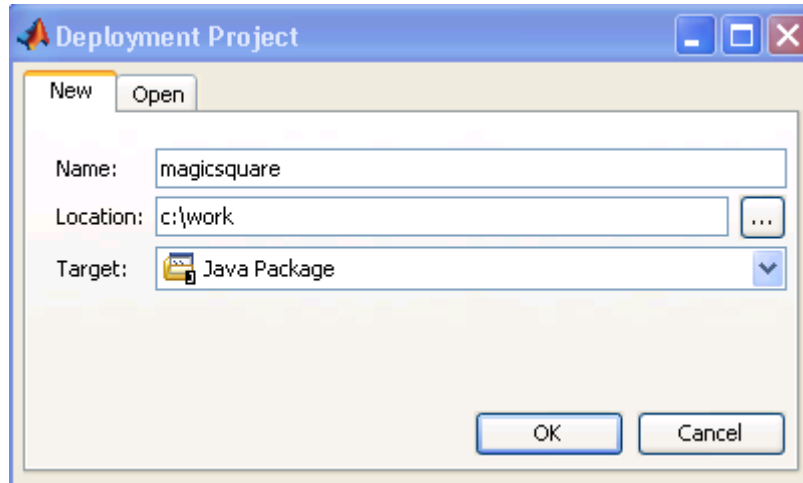 Deployment Project
New Open
Name: magicsquare
Location: c:\work ...
Target: Java Package
OK Cancel